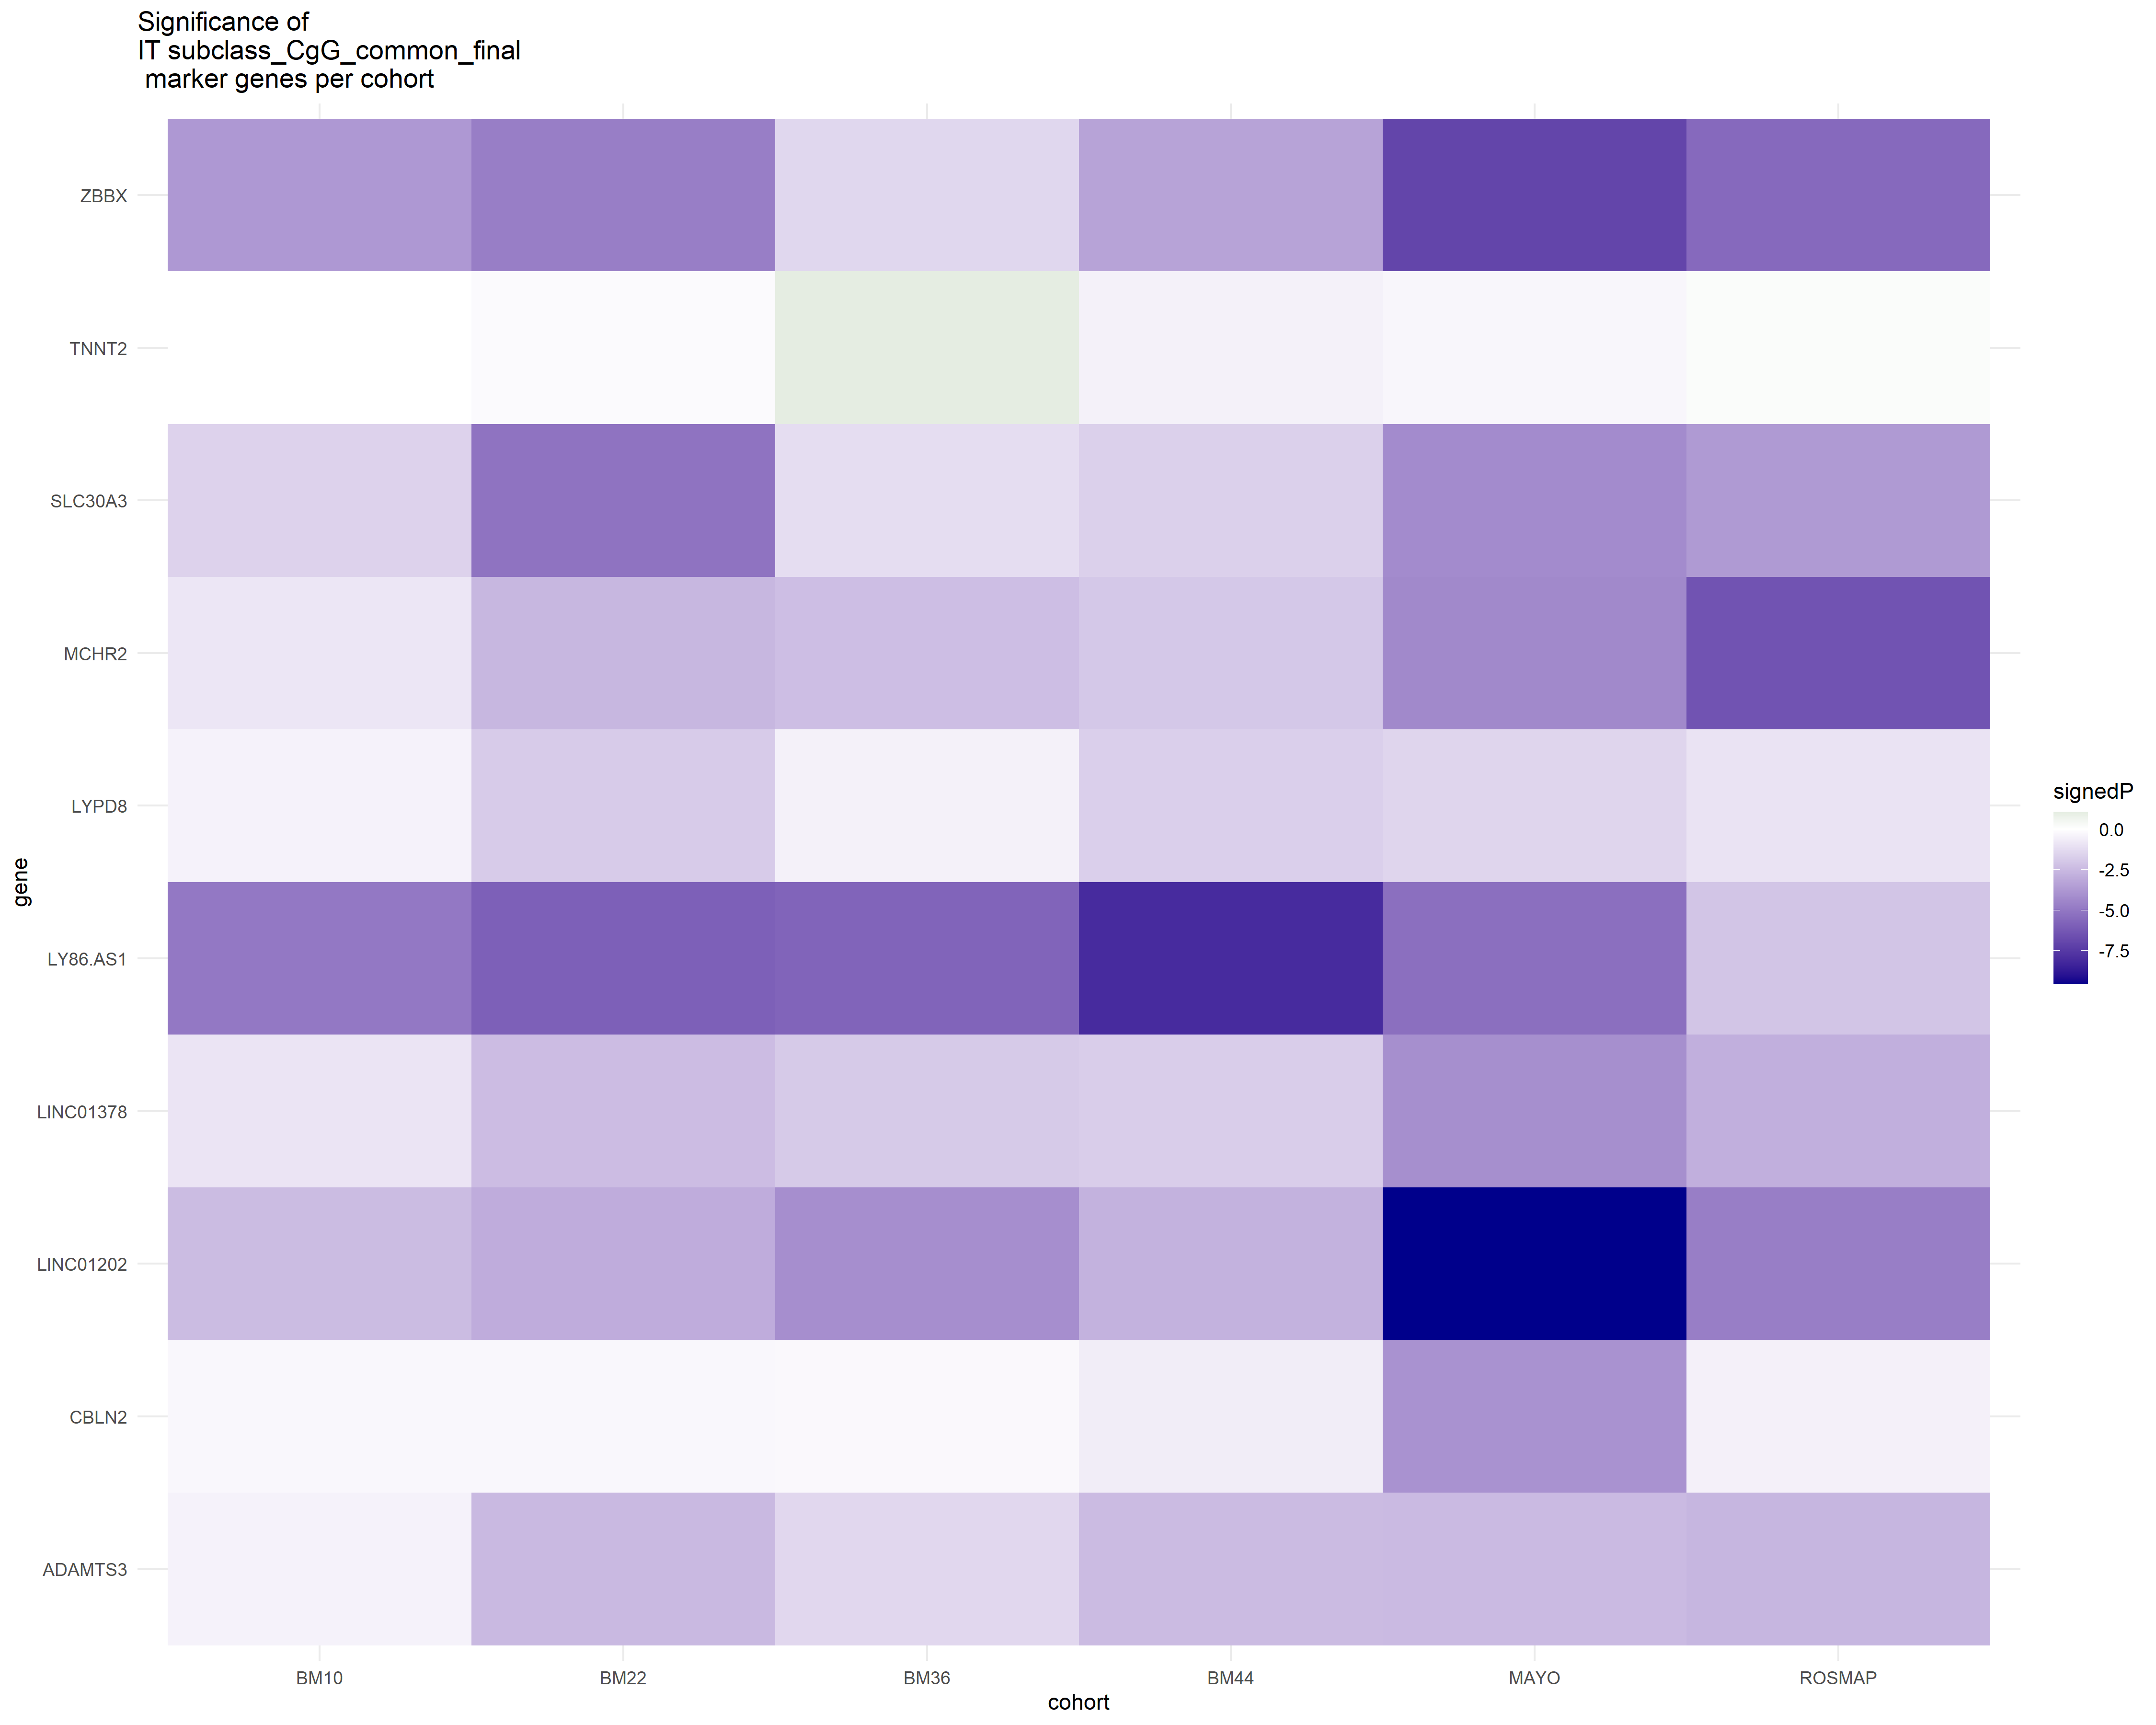 Significance of
IT subclass_CgG_common_final
marker genes per cohort
ZBBX
TNNT2
SLC30A3
MCHR2
LYPD8
LY86.AS1
LINC01378
LINC01202
CBLN2
ADAMTS3
gene
BM10 BM22 BM36 BM44 MAYO ROSMAP
cohort
signedP
0.0
-2.5
-5.0
-7.5